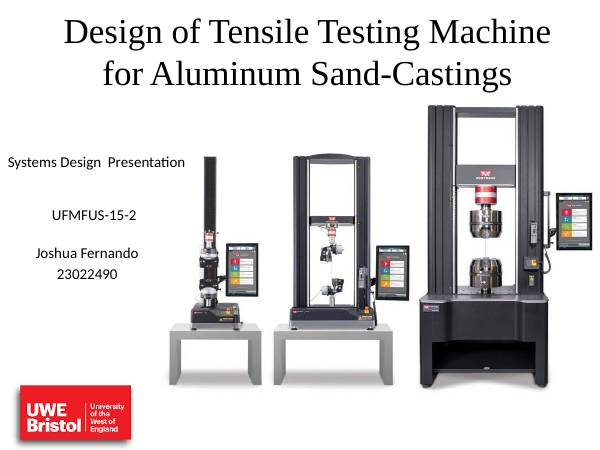 Design of Tensile Testing Machine
for Aluminum Sand-Castings
Systems Design Presentation
UFMFUS-15-2
Joshua Fernando
23022490
UWE
Bristol
University
of the
West of
England